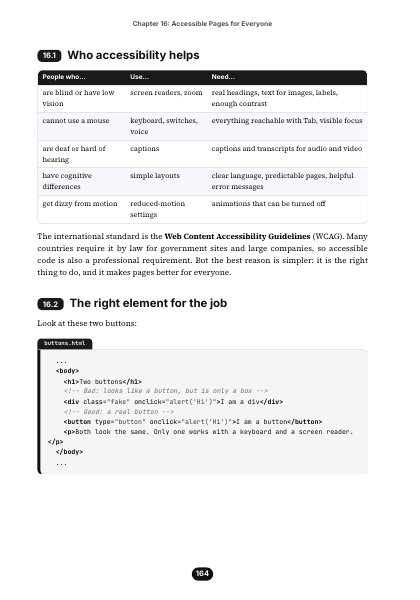 Chapter 16: Accessible Pages for Everyone
16.1 Who accessibility helps
People who... Use... Need...
are blind or have low screen readers, zoom real headings, text for images, labels,
vision enough contrast
cannot use a mouse keyboard, switches, everything reachable with Tab, visible focus
voice
are deaf or hard of captions captions and transcripts for audio and video
hearing
have cognitive simple layouts clear language, predictable pages, helpful
differences error messages
get dizzy from motion reduced-motion animations that can be turned off
settings
The international standard is the Web Content Accessibility Guidelines (WCAG). Many
countries require it by law for government sites and large companies, so accessible
code is also a professional requirement. But the best reason is simpler: it is the right
thing to do, and it makes pages better for everyone.
16.2 The right element for the job
Look at these two buttons:
buttons.html
...
<body>
<h1>Two buttons</h1>
<!-- Bad: looks like a button, but is only a box -->
<div class="fake" onclick="alert('Hi')">I am a div</div>
<!-- Good: a real button -->
<button type="button" onclick="alert('Hi')">I am a button</button>
<p>Both look the same. Only one works with a keyboard and a screen reader.
</p>
</body>
...
164